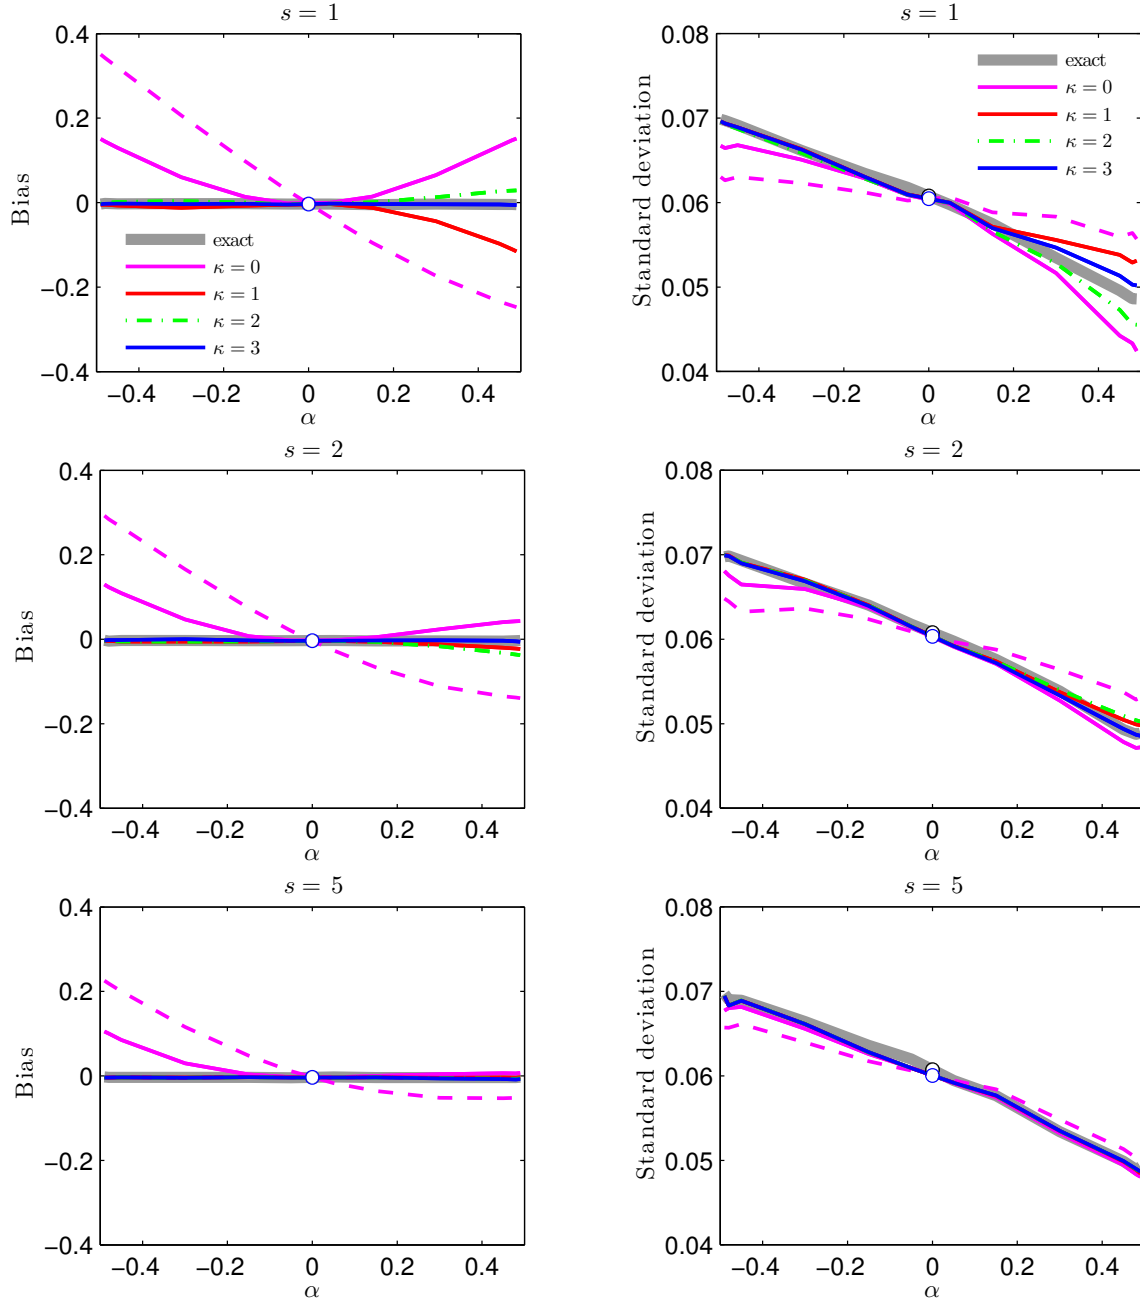 s = 1
0.4
0.2
0
−0.2
−0.4
Bias
exact
κ = 0
κ = 1
κ = 2
κ = 3
−0.4 −0.2 0 0.2 0.4
α
s = 1
0.08
0.07
0.06
0.05
0.04
Standard deviation
exact
κ = 0
κ = 1
κ = 2
κ = 3
−0.4 −0.2 0 0.2 0.4
α
s = 2
0.4
0.2
0
−0.2
−0.4
Bias
−0.4 −0.2 0 0.2 0.4
α
s = 2
0.08
0.07
0.06
0.05
0.04
Standard deviation
−0.4 −0.2 0 0.2 0.4
α
s = 5
0.4
0.2
0
−0.2
−0.4
Bias
−0.4 −0.2 0 0.2 0.4
α
s = 5
0.08
0.07
0.06
0.05
0.04
Standard deviation
−0.4 −0.2 0 0.2 0.4
α